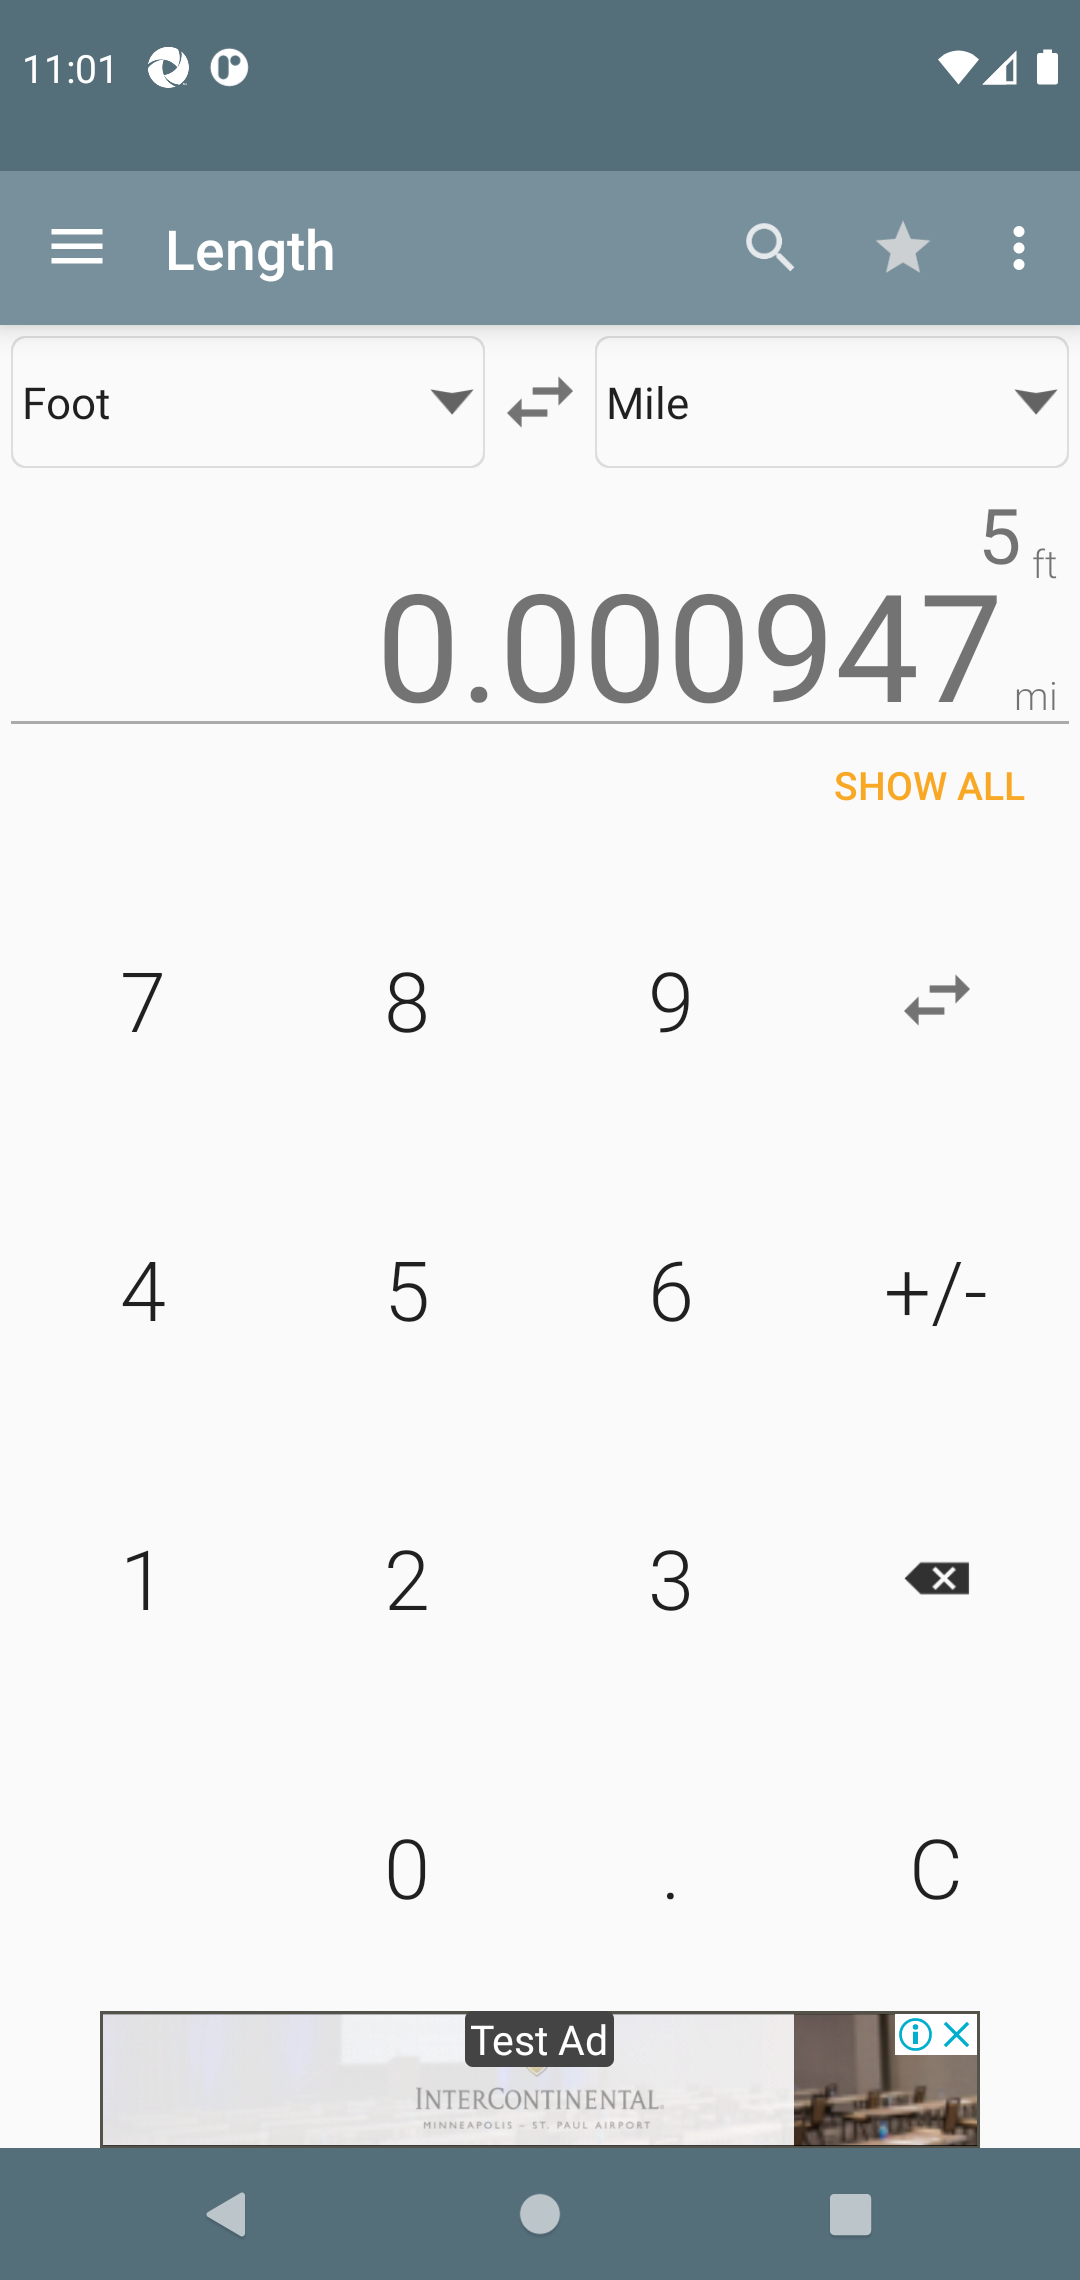 11:01
Length
Foot
Mile
5 ft
0.000947 mi
SHOW ALL
7 8 9
4 5 6 +/-
1 2 3
0 . C
Test Ad
INTERCONTINENTAL.
MINNEAPOLIS – ST. PAUL AIRPORT